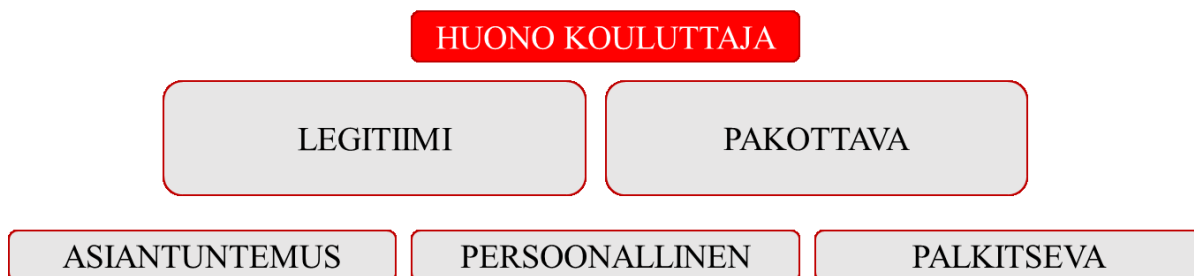 HUONO KOULUTTAJA
LEGITIIMI
PAKOTTAVA
ASIANTUNTEMUS
PERSOONALLINEN
PALKITSEVA